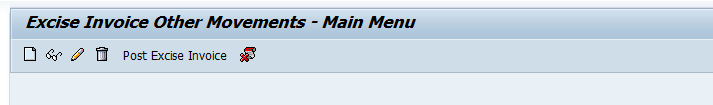 Excise Invoice Other Movements - Main Menu
Post Excise Invoice